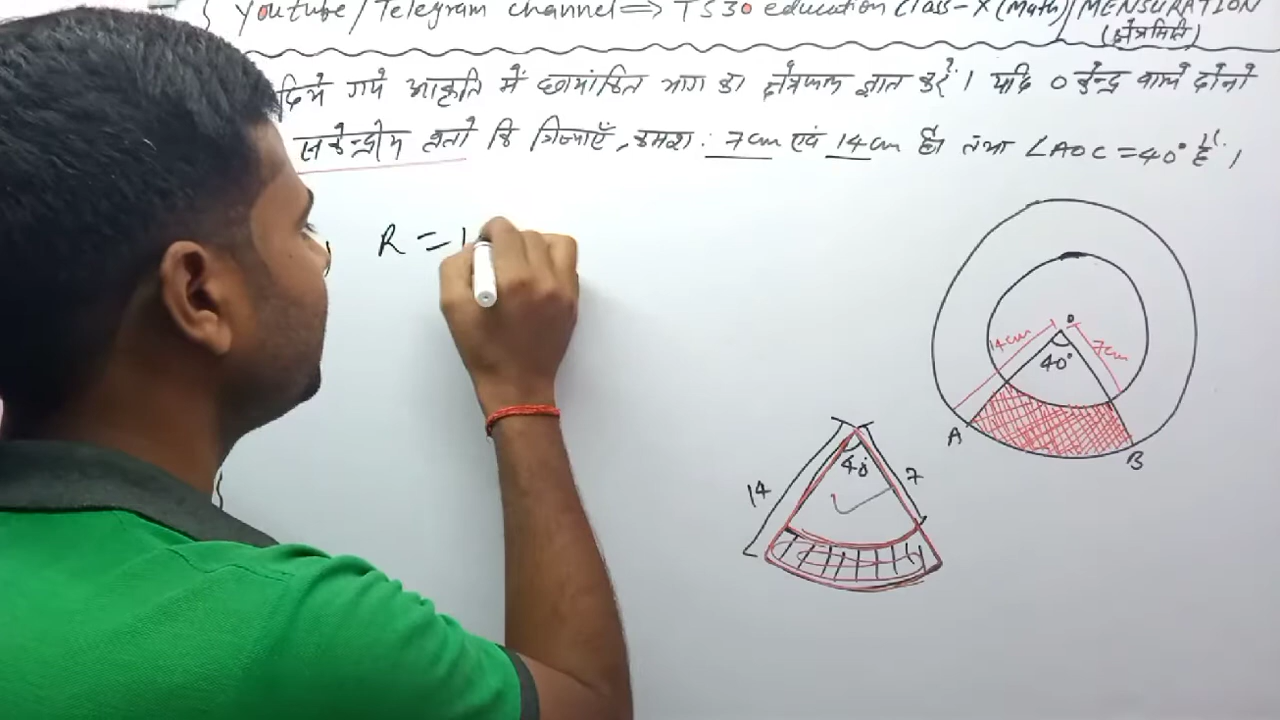 Youtube/Telegram channel ⇒ TS30 education Class-X (Math) MENSURATION
(क्षेत्रमिति)
दिये गये आकृति में छायांकित भाग का क्षेत्रफल ज्ञात करें। यदि O केन्द्र वाले दोनो
सकेन्द्रीय वृतो कि त्रिज्याएँ, क्रमश: 7cm एवं 14cm है। तथा ∠AOC = 40° है।
R = 1
O
14cm
7cm
40°
A
B
40°
14
7